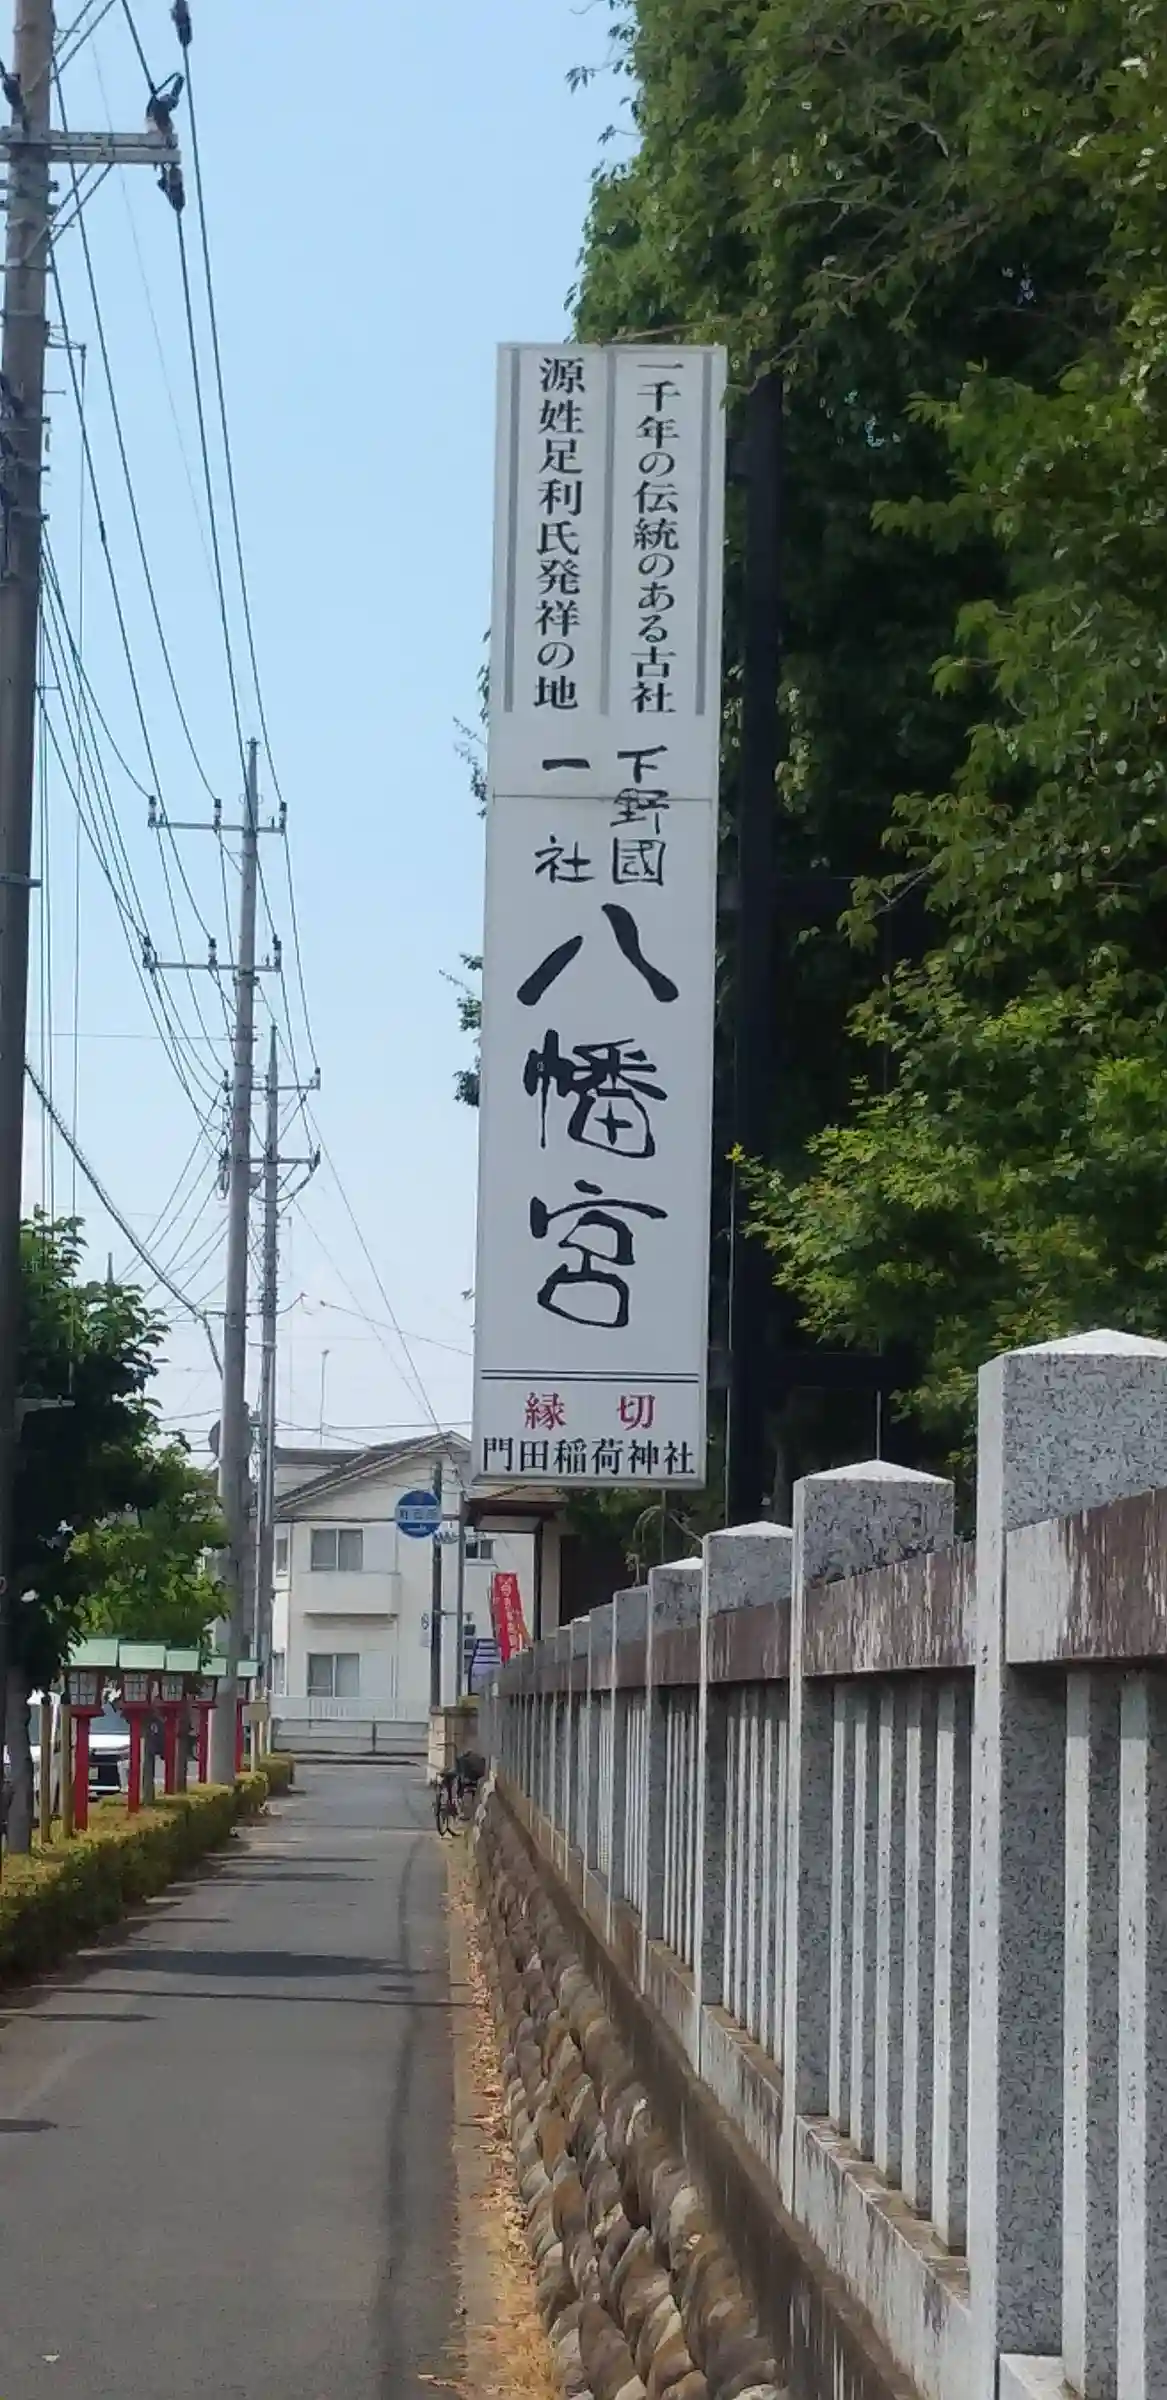 一千年の伝統のある古社
源姓足利氏発祥の地
下野國
一社
八幡宮
縁切
門田稲荷神社